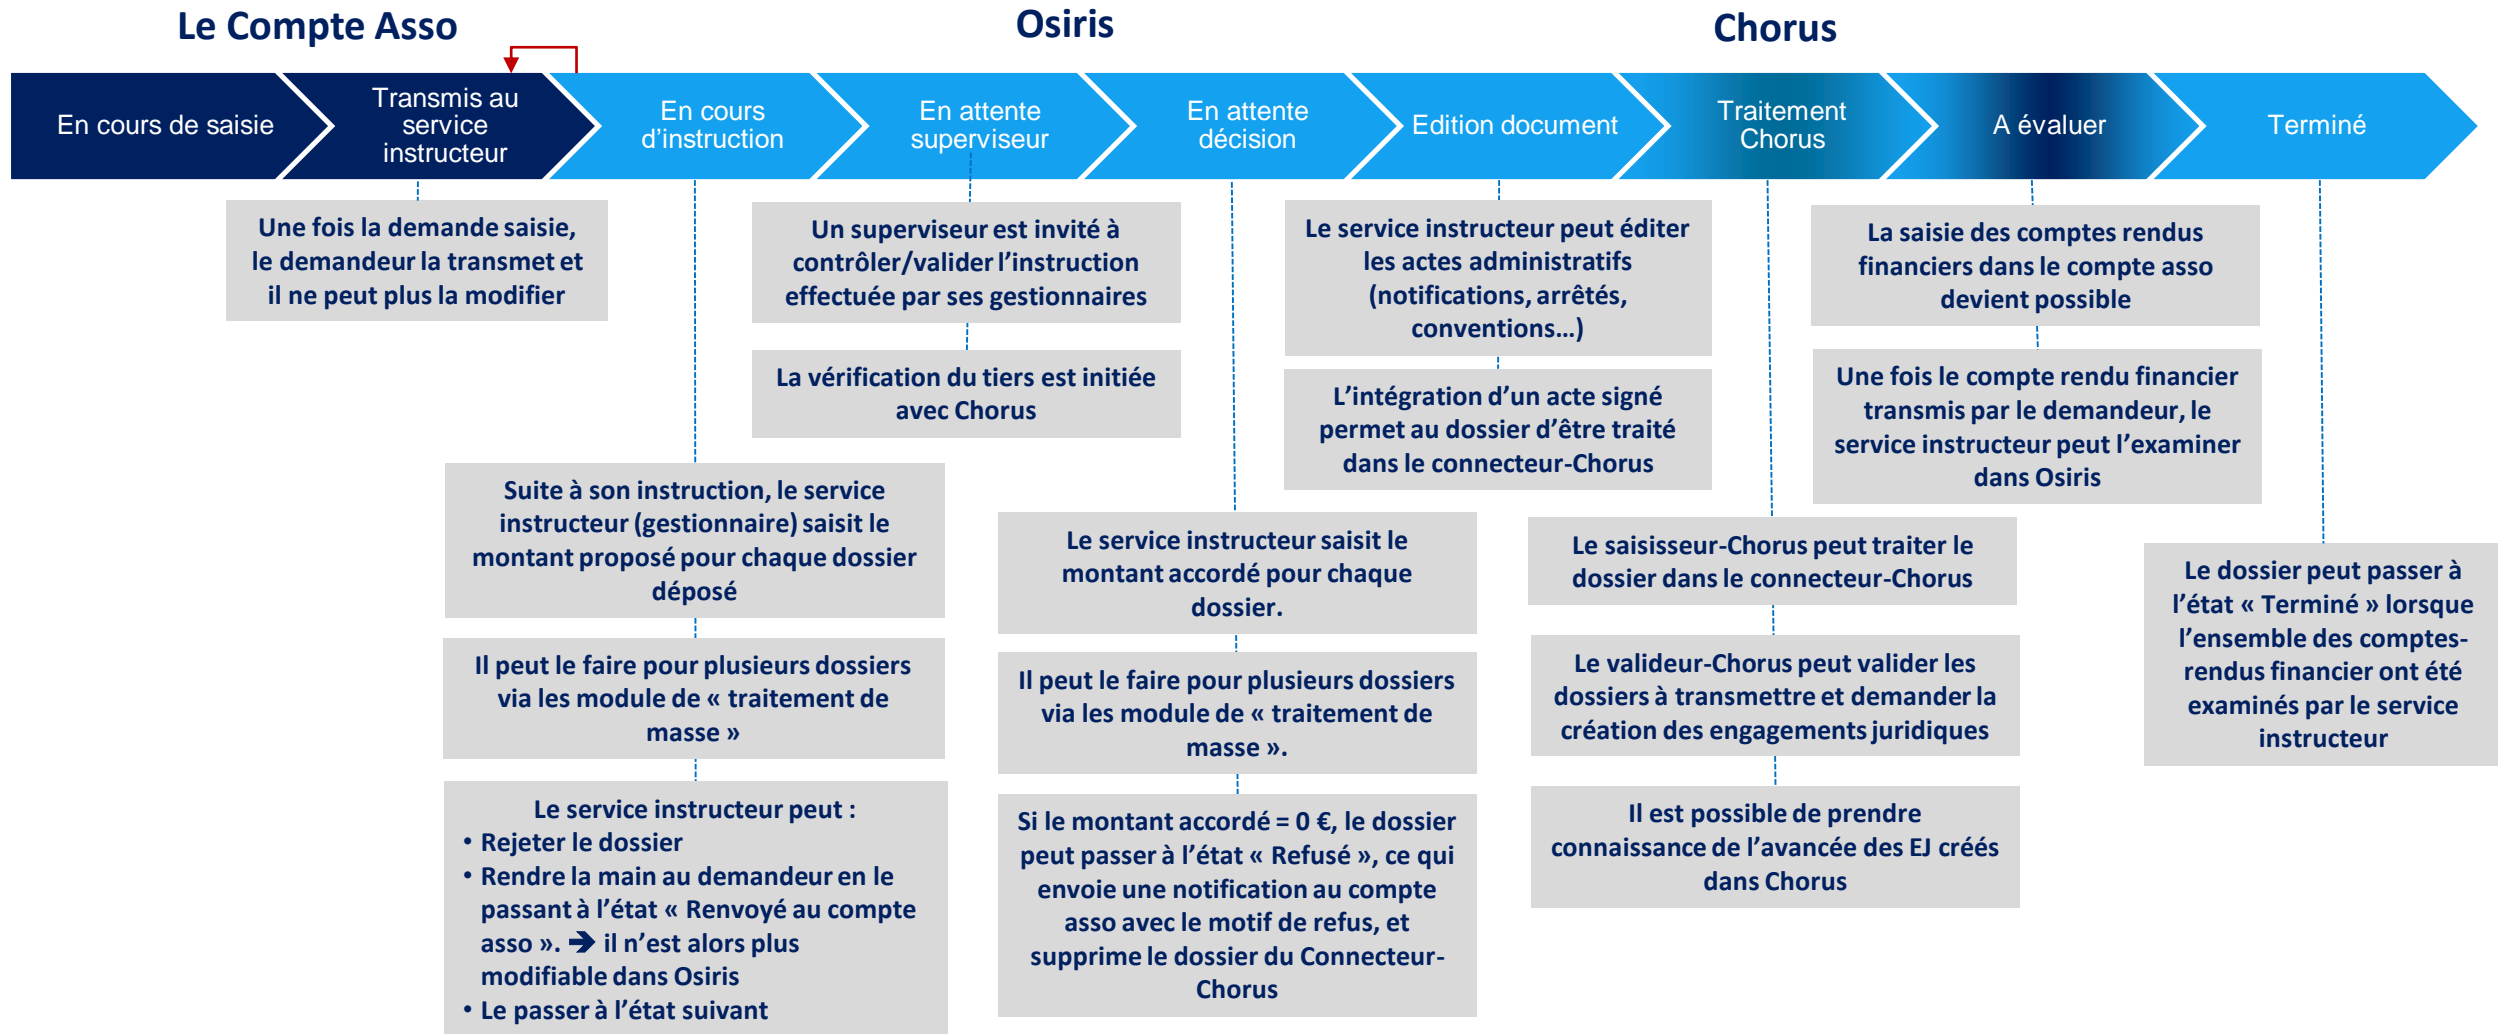 Le Compte Asso
Osiris
Chorus
En cours de saisie
Transmis au
service
instructeur
En cours
d’instruction
En attente
superviseur
En attente
décision
Edition document
Traitement
Chorus
A évaluer
Terminé
Une fois la demande saisie,
le demandeur la transmet et
il ne peut plus la modifier
Suite à son instruction, le service
instructeur (gestionnaire) saisit le
montant proposé pour chaque dossier
déposé
Il peut le faire pour plusieurs dossiers
via les module de « traitement de
masse »
Le service instructeur peut :
• Rejeter le dossier
• Rendre la main au demandeur en le
passant à l’état « Renvoyé au compte
asso ». ➔ il n’est alors plus
modifiable dans Osiris
• Le passer à l’état suivant
Un superviseur est invité à
contrôler/valider l’instruction
effectuée par ses gestionnaires
La vérification du tiers est initiée
avec Chorus
Le service instructeur saisit le
montant accordé pour chaque
dossier.
Il peut le faire pour plusieurs dossiers
via les module de « traitement de
masse ».
Si le montant accordé = 0 €, le dossier
peut passer à l’état « Refusé », ce qui
envoie une notification au compte
asso avec le motif de refus, et
supprime le dossier du Connecteur-
Chorus
Le service instructeur peut éditer
les actes administratifs
(notifications, arrêtés,
conventions…)
L’intégration d’un acte signé
permet au dossier d’être traité
dans le connecteur-Chorus
Le saisisseur-Chorus peut traiter le
dossier dans le connecteur-Chorus
Le valideur-Chorus peut valider les
dossiers à transmettre et demander la
création des engagements juridiques
Il est possible de prendre
connaissance de l’avancée des EJ créés
dans Chorus
La saisie des comptes rendus
financiers dans le compte asso
devient possible
Une fois le compte rendu financier
transmis par le demandeur, le
service instructeur peut l’examiner
dans Osiris
Le dossier peut passer à
l’état « Terminé » lorsque
l’ensemble des comptes-
rendus financier ont été
examinés par le service
instructeur